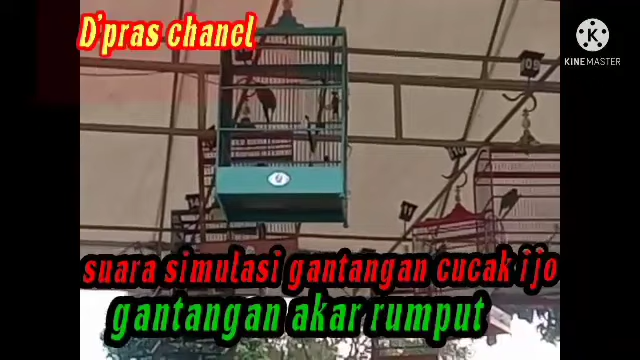 D'pras chanel
KINEMASTER
suara simulasi gantangan cucak ijo
gantangan akar rumput